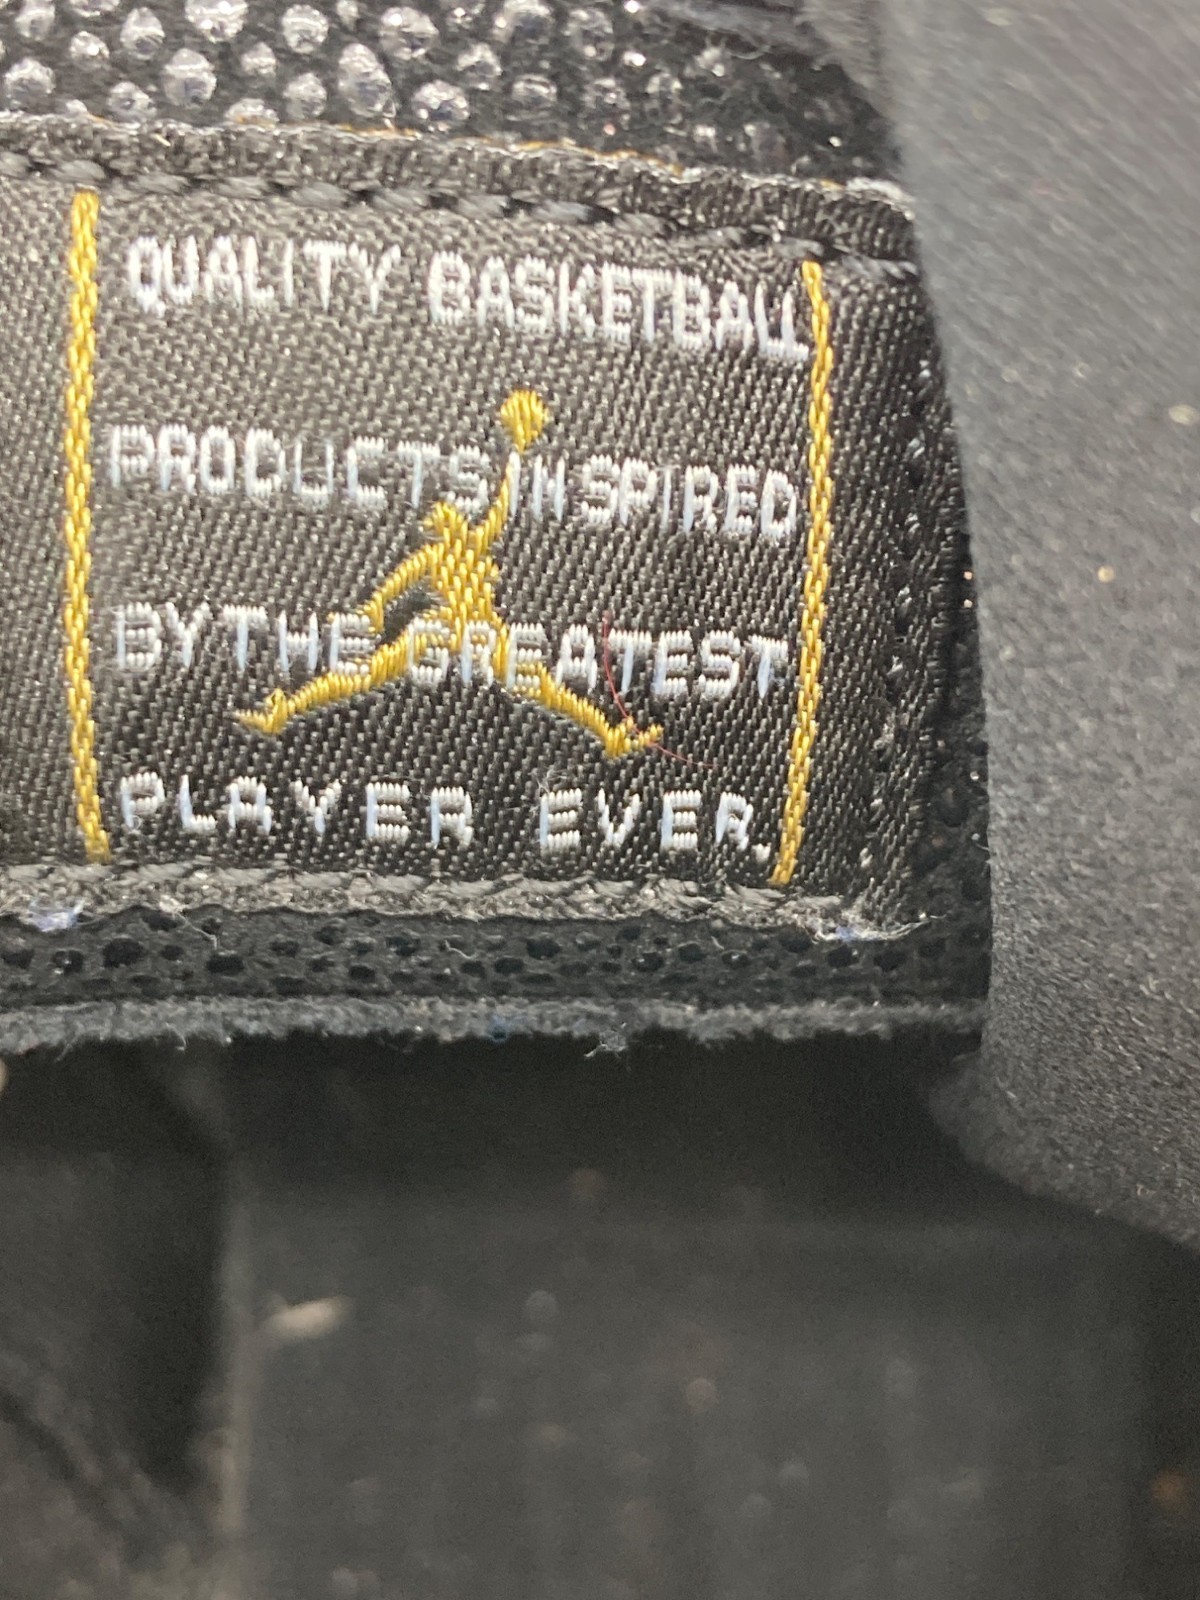 QUALITY BASKETBALL
PRODUCTS INSPIRED
BY THE GREATEST
PLAYER EVER.